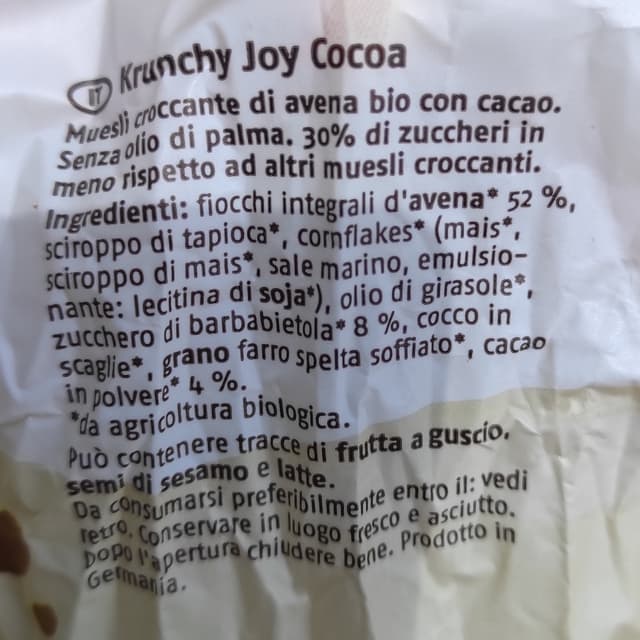 Krunchy Joy Cocoa
IT
Muesli croccante di avena bio con cacao.
Senza olio di palma. 30% di zuccheri in
meno rispetto ad altri muesli croccanti.
Ingredienti: fiocchi integrali d'avena* 52 %,
sciroppo di tapioca*, cornflakes* (mais*,
sciroppo di mais*, sale marino, emulsio-
nante: lecitina di soja*), olio di girasole*,
zucchero di barbabietola* 8 %, cocco in
scaglie*, grano farro spelta soffiato*, cacao
in polvere* 4 %.
*da agricoltura biologica.
Può contenere tracce di frutta a guscio,
semi di sesamo e latte.
Da consumarsi preferibilmente entro il: vedi
retro. Conservare in luogo fresco e asciutto.
Dopo l'apertura chiudere bene. Prodotto in
Germania.